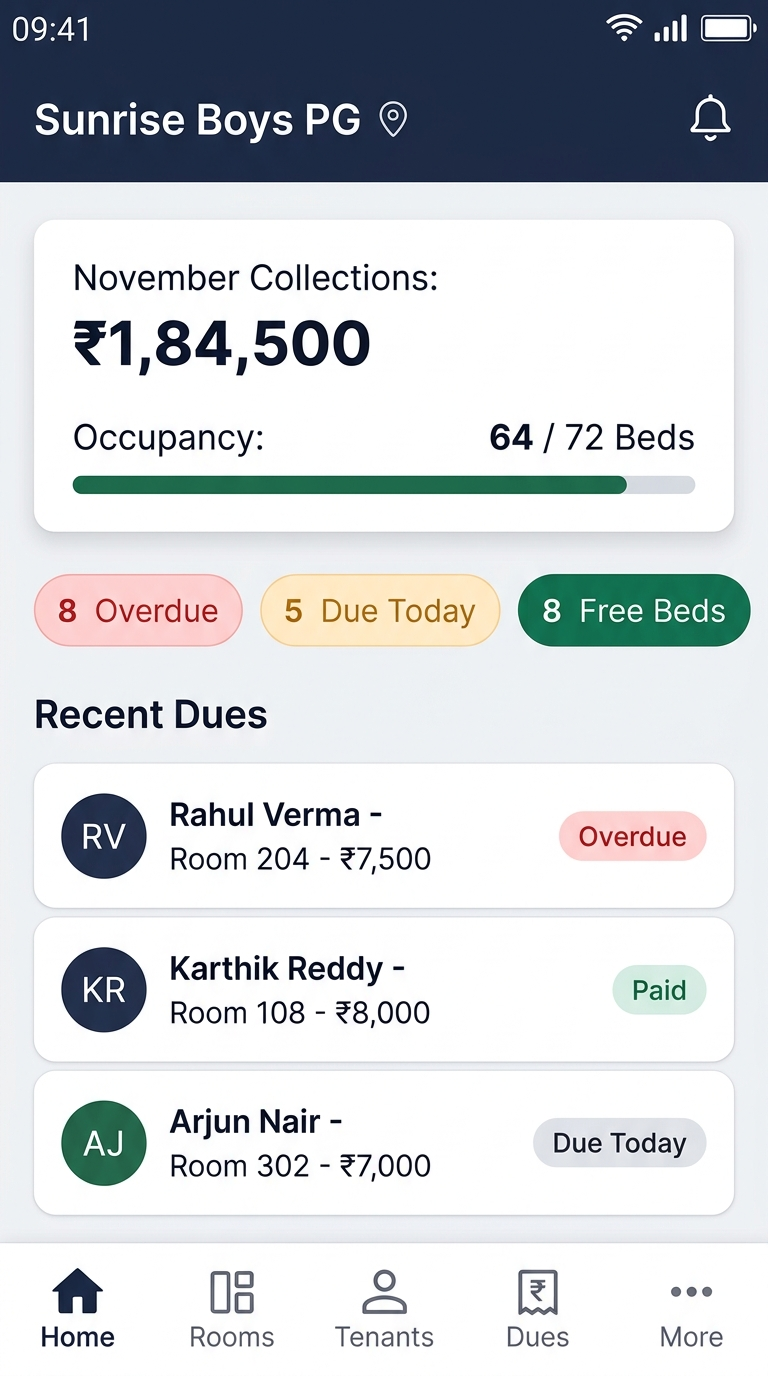 09:41
Sunrise Boys PG
November Collections:
₹1,84,500
Occupancy: 64 / 72 Beds
8 Overdue 5 Due Today 8 Free Beds
Recent Dues
RV Rahul Verma -
Room 204 - ₹7,500
Overdue
KR Karthik Reddy -
Room 108 - ₹8,000
Paid
AJ Arjun Nair -
Room 302 - ₹7,000
Due Today
₹
Home Rooms Tenants Dues More